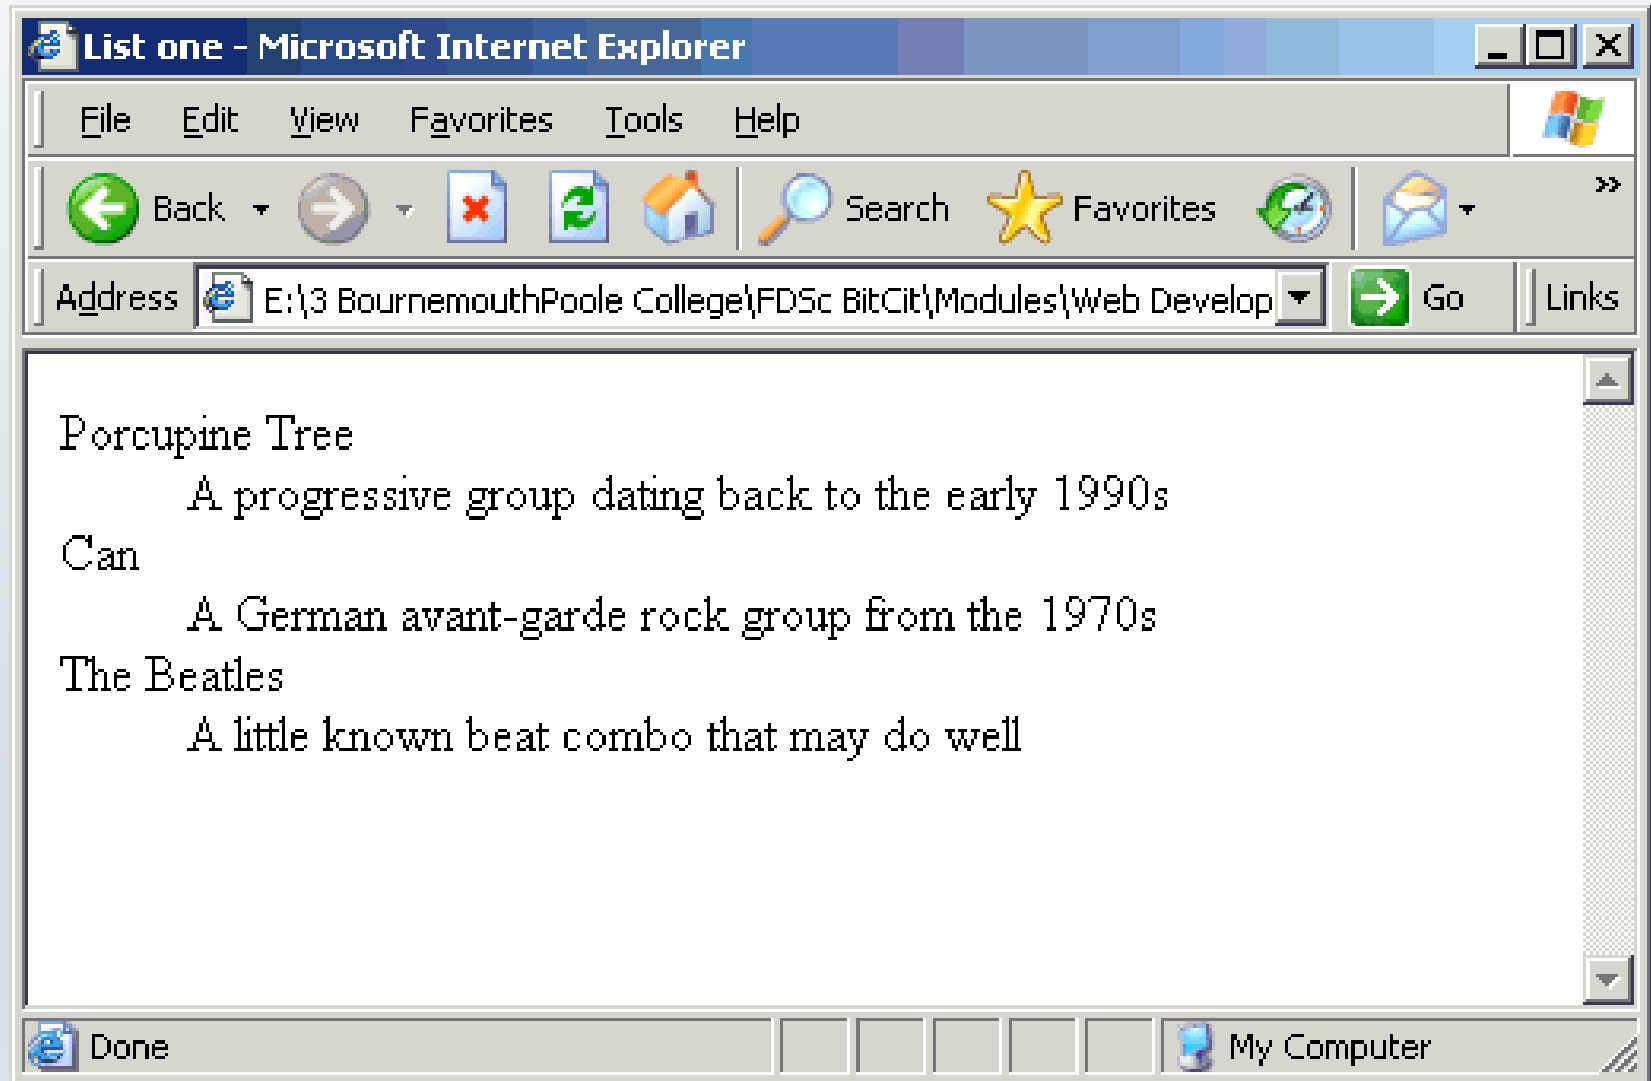 List one - Microsoft Internet Explorer
File Edit View Favorites Tools Help
Back Search Favorites »
Address E:\3 BournemouthPoole College\FDSc BitCit\Modules\Web Develop Go Links
Porcupine Tree
A progressive group dating back to the early 1990s
Can
A German avant-garde rock group from the 1970s
The Beatles
A little known beat combo that may do well
Done My Computer